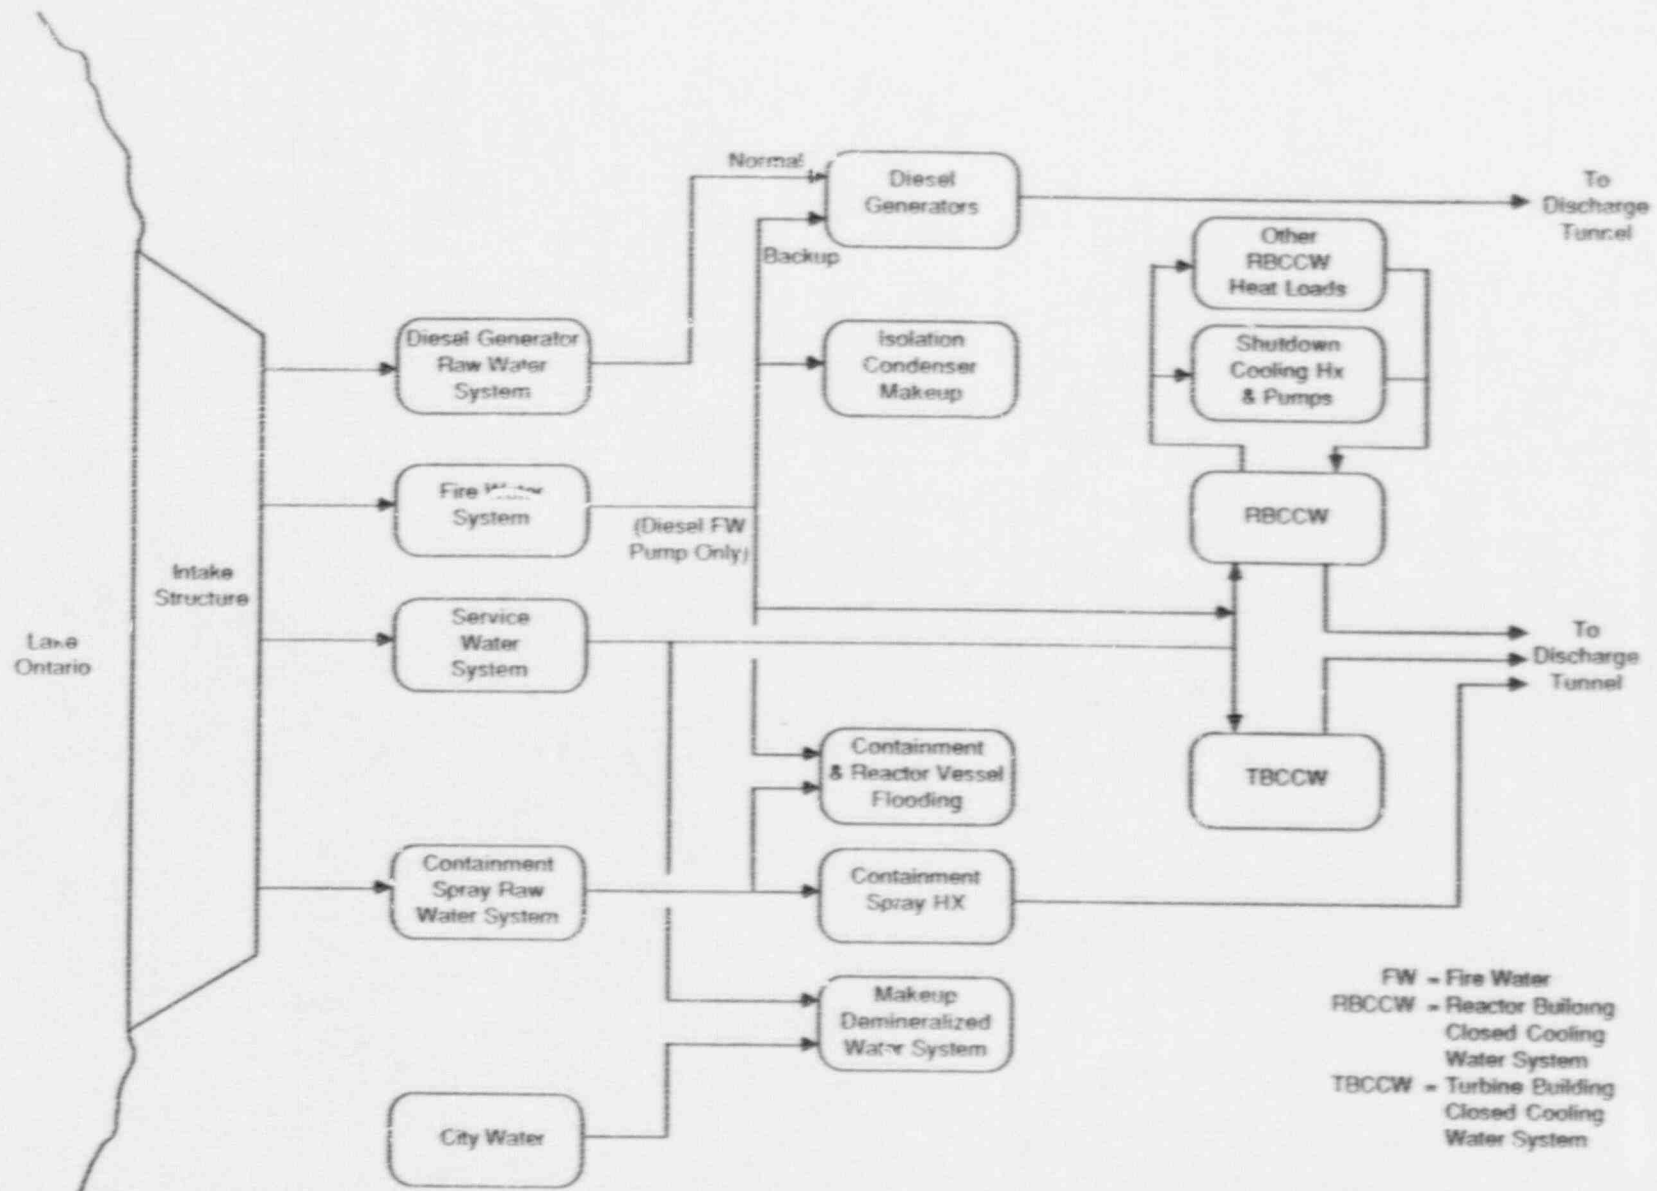 Normal
Diesel
Generators
To
Discharge
Tunnel
Backup
Other
RBCCW
Heat Loads
Diesel Generator
Raw Water
System
Isolation
Condenser
Makeup
Shutdown
Cooling Hx
& Pumps
Fire Water
System
(Diesel FW
Pump Only)
RBCCW
Intake
Structure
Lake
Ontario
Service
Water
System
To
Discharge
Tunnel
Containment
& Reactor Vessel
Flooding
TBCCW
Containment
Spray Raw
Water System
Containment
Spray HX
Makeup
Demineralized
Water System
City Water
FW = Fire Water
RBCCW = Reactor Building
Closed Cooling
Water System
TBCCW = Turbine Building
Closed Cooling
Water System